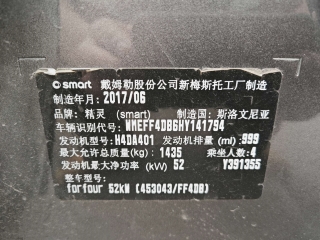 smart 戴姆勒股份公司新梅斯托工厂制造
制造年月: 2017/06
品牌: 精灵 (smart) 制造国: 斯洛文尼亚
车辆识别代号: WMEFF4DB6HY141794
发动机型号: H4DA401 发动机排量 (ml): 999
最大允许总质量 (kg): 1435 乘坐人数: 4
发动机最大净功率 (kW): 52 Y391355
整车型号:
forfour 52kW (453043/FF4DB)